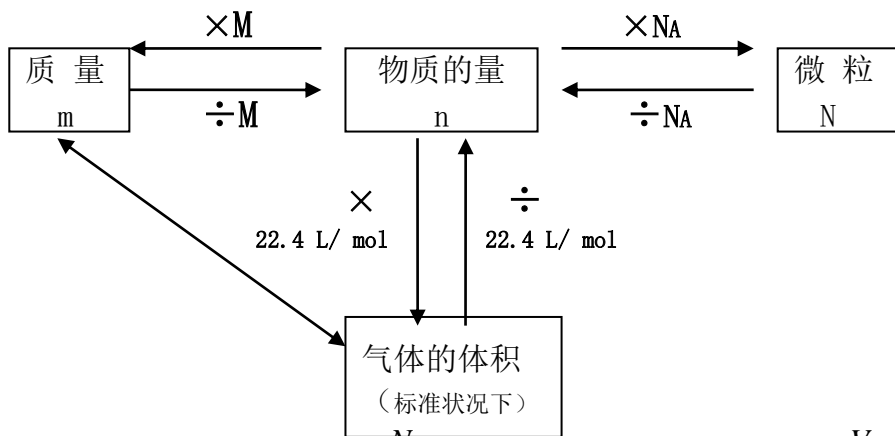 ×M
×NA
质 量
物质的量
微 粒
m
n
N
÷M
÷NA
×
÷
22.4 L/ mol
22.4 L/ mol
气体的体积
（标准状况下）
N
V